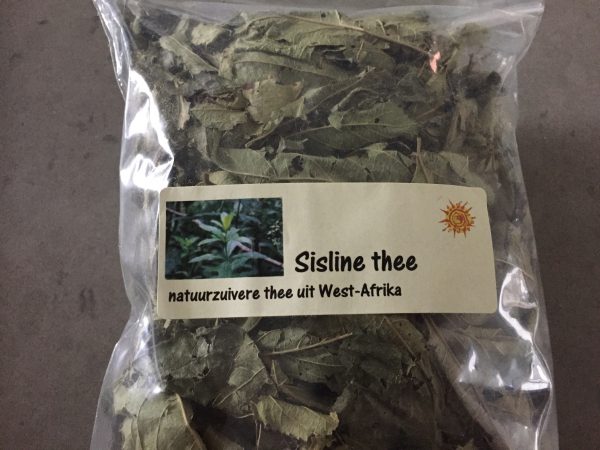 Sisline thee
natuurzuivere thee uit West-Afrika